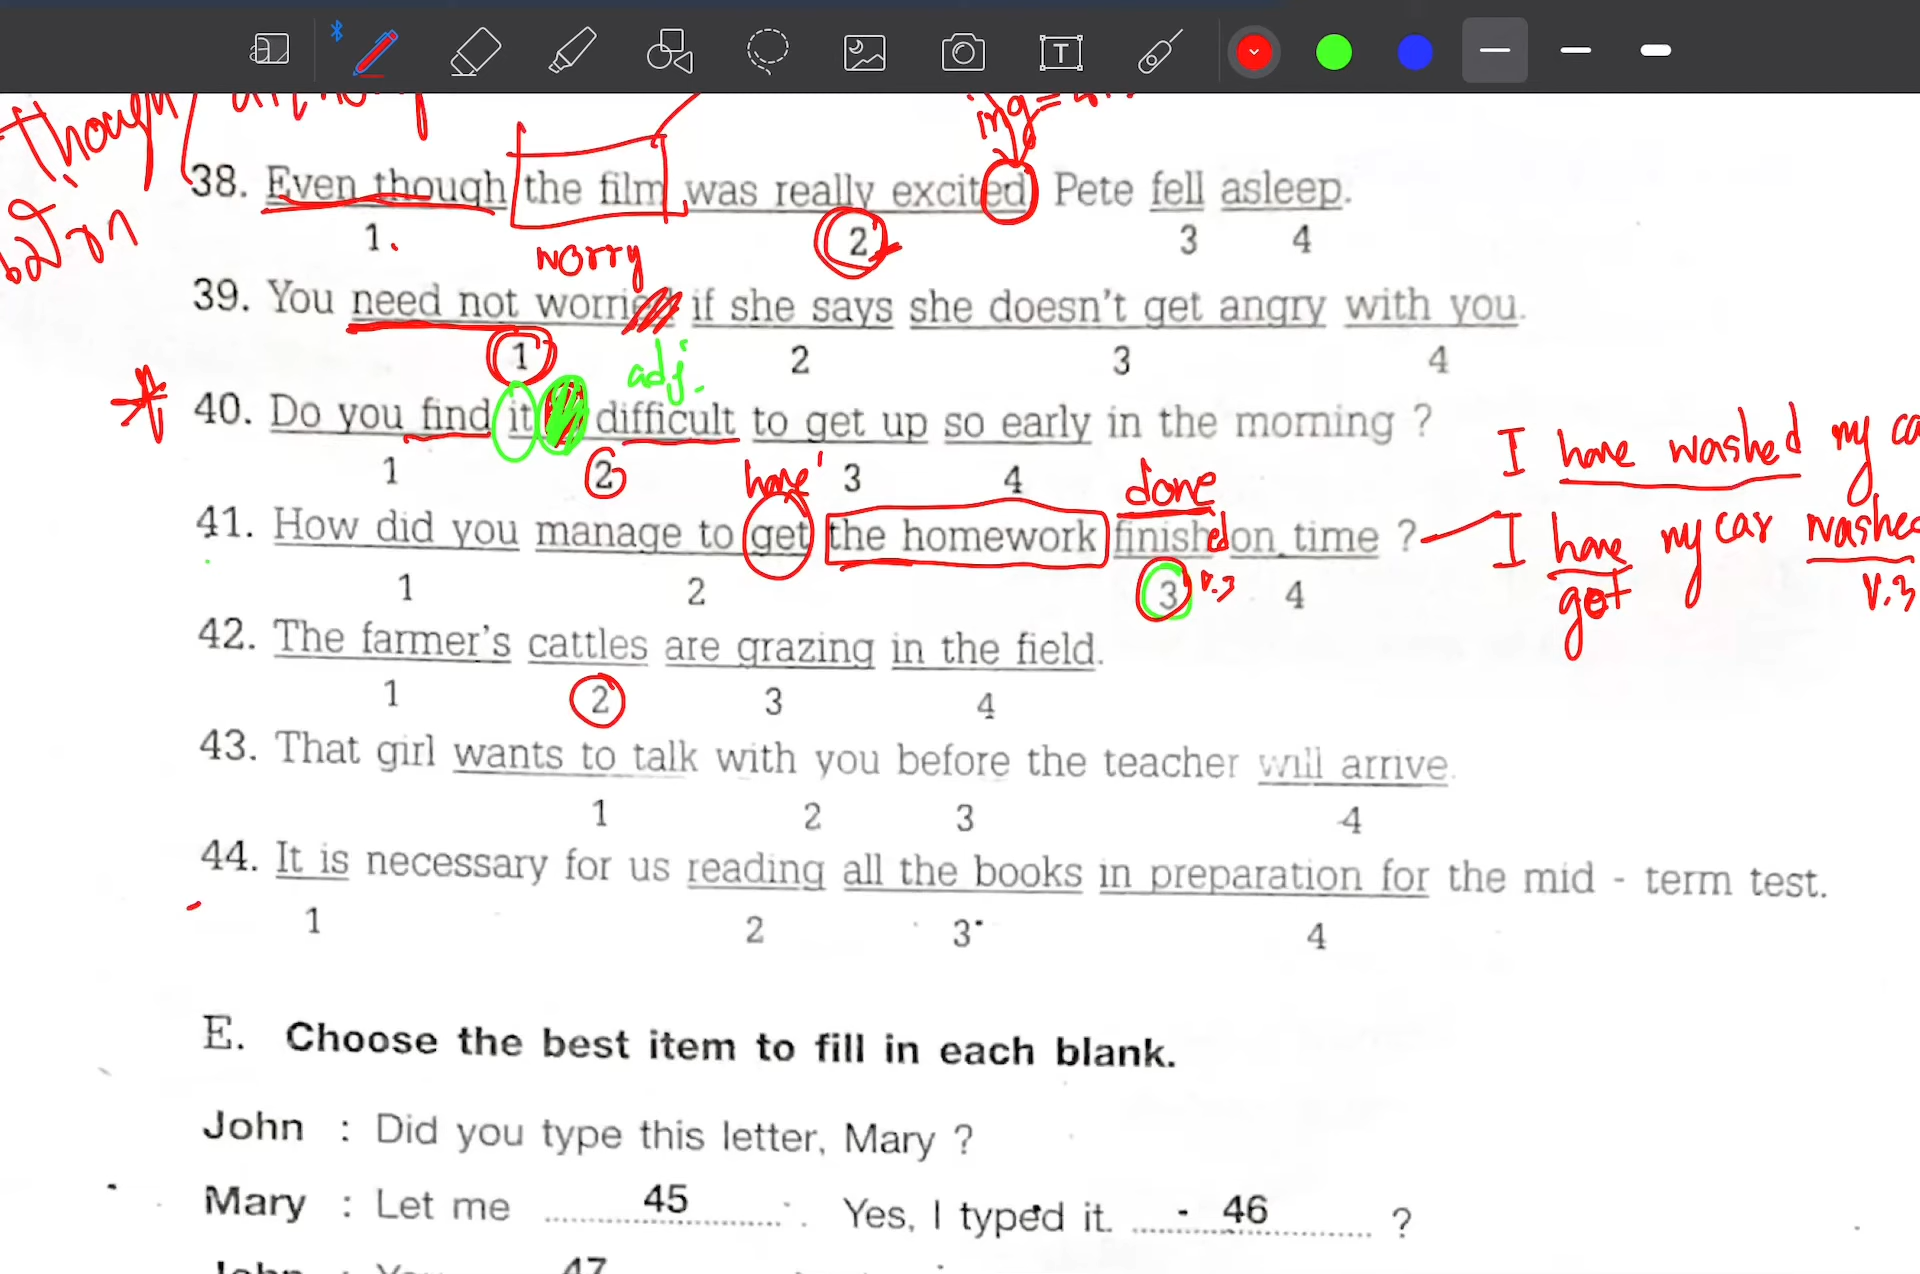 though
ing =
38. Even though the film was really excited Pete fell asleep.
1. 2 3 4
worry
39. You need not worri if she says she doesn't get angry with you.
1 2 3 4
adj.
40. Do you find it difficult to get up so early in the morning ?
1 2 3 4
have done
I have washed my ca
41. How did you manage to get the homework finished on time ?
I have my car washed
1 2 3 v.3 4
got v.3
42. The farmer's cattles are grazing in the field.
1 2 3 4
43. That girl wants to talk with you before the teacher will arrive.
1 2 3 4
44. It is necessary for us reading all the books in preparation for the mid - term test.
1 2 3 4
E. Choose the best item to fill in each blank.
John : Did you type this letter, Mary ?
Mary : Let me 45 . Yes, I typed it. 46 ?
John : You 47